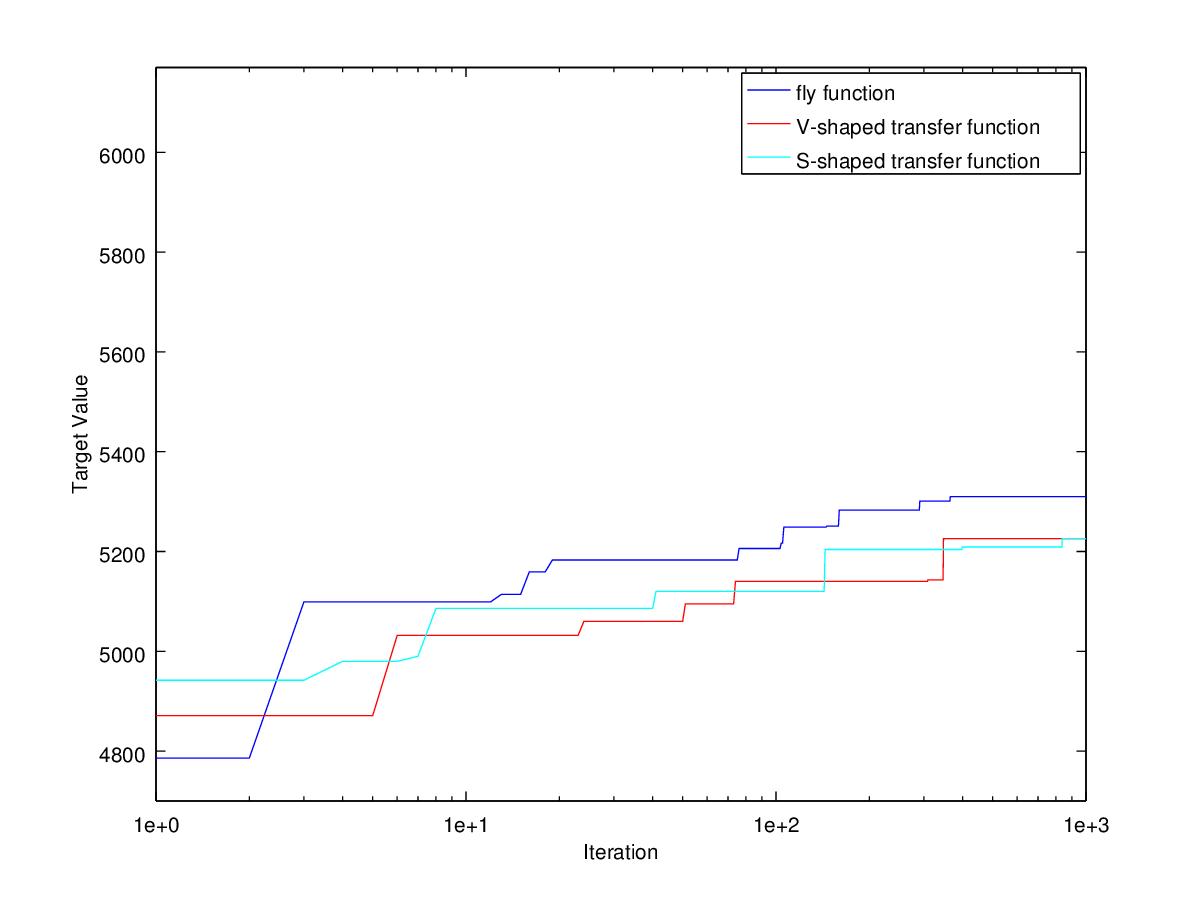 fly function
V-shaped transfer function
S-shaped transfer function
6000
5800
5600
5400
5200
5000
4800
Target Value
1e+0 1e+1 1e+2 1e+3
Iteration